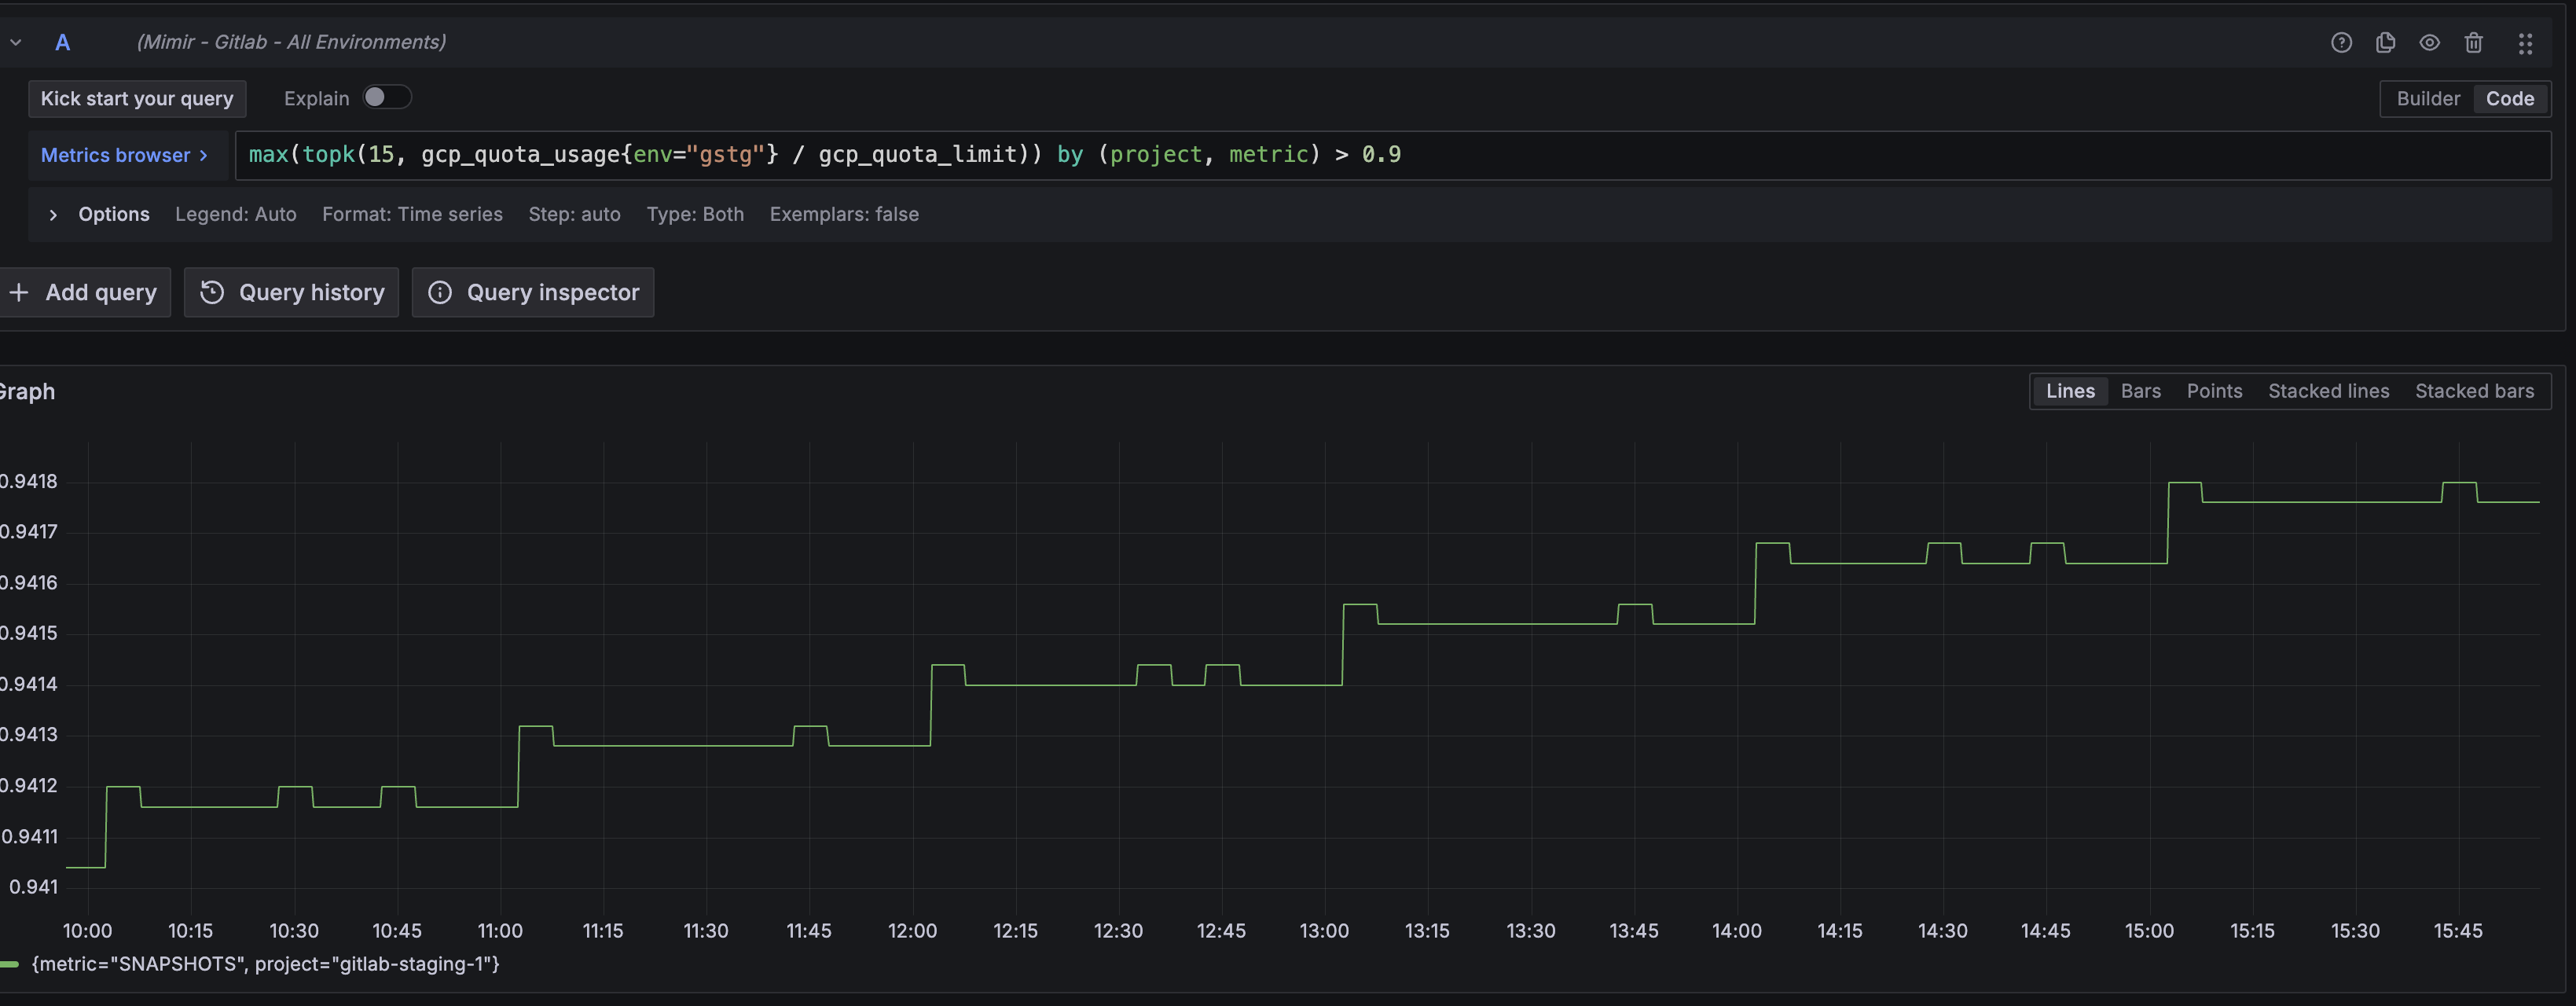 A (Mimir - Gitlab - All Environments)
Kick start your query Explain Builder Code
Metrics browser > max(topk(15, gcp_quota_usage{env="gstg"} / gcp_quota_limit)) by (project, metric) > 0.9
> Options Legend: Auto Format: Time series Step: auto Type: Both Exemplars: false
+ Add query Query history Query inspector
Graph Lines Bars Points Stacked lines Stacked bars
0.9418
0.9417
0.9416
0.9415
0.9414
0.9413
0.9412
0.9411
0.941
10:00 10:15 10:30 10:45 11:00 11:15 11:30 11:45 12:00 12:15 12:30 12:45 13:00 13:15 13:30 13:45 14:00 14:15 14:30 14:45 15:00 15:15 15:30 15:45
{metric="SNAPSHOTS", project="gitlab-staging-1"}